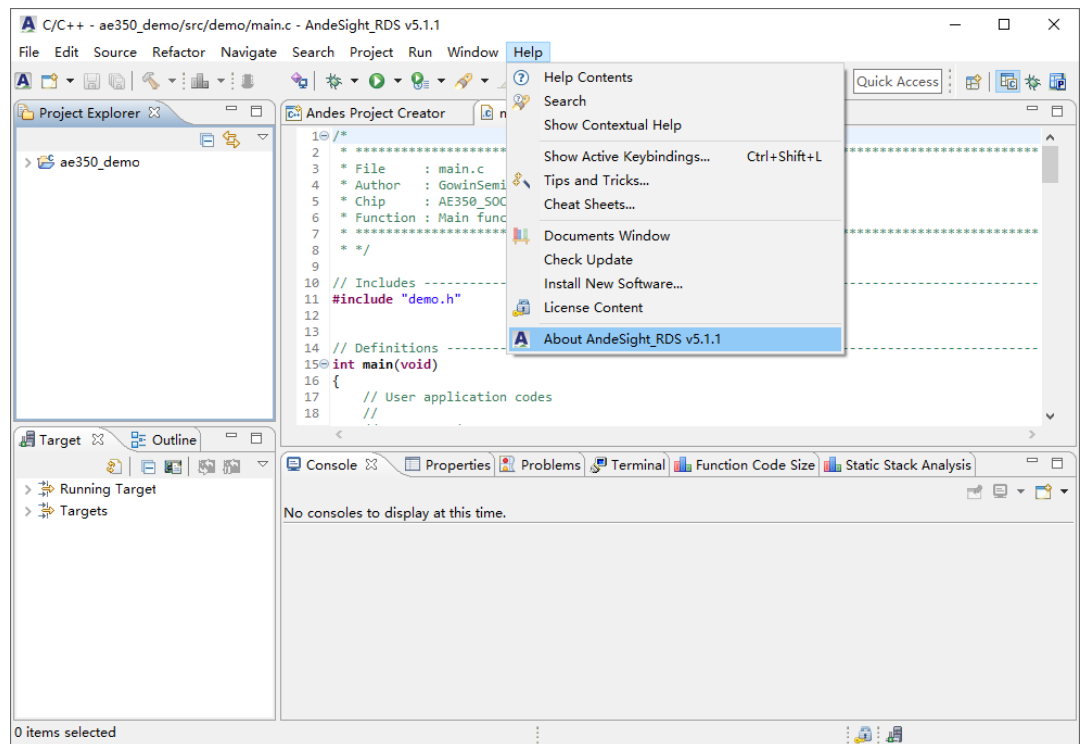 C/C++ - ae350_demo/src/demo/main.c - AndeSight_RDS v5.1.1
File Edit Source Refactor Navigate Search Project Run Window Help
Quick Access
Help Contents
Search
Show Contextual Help
Show Active Keybindings... Ctrl+Shift+L
Tips and Tricks...
Cheat Sheets...
Documents Window
Check Update
Install New Software...
License Content
About AndeSight_RDS v5.1.1
Project Explorer
ae350_demo
Andes Project Creator
1 /*
2 * ********************
3 * File : main.c
4 * Author : GowinSemi
5 * Chip : AE350_SOC
6 * Function : Main func
7 * ********************
8 * */
9
10 // Includes ----------
11 #include "demo.h"
12
13
14 // Definitions --------
15 int main(void)
16 {
17 // User application codes
18 //
Target Outline
Running Target
Targets
Console Properties Problems Terminal Function Code Size Static Stack Analysis
No consoles to display at this time.
0 items selected